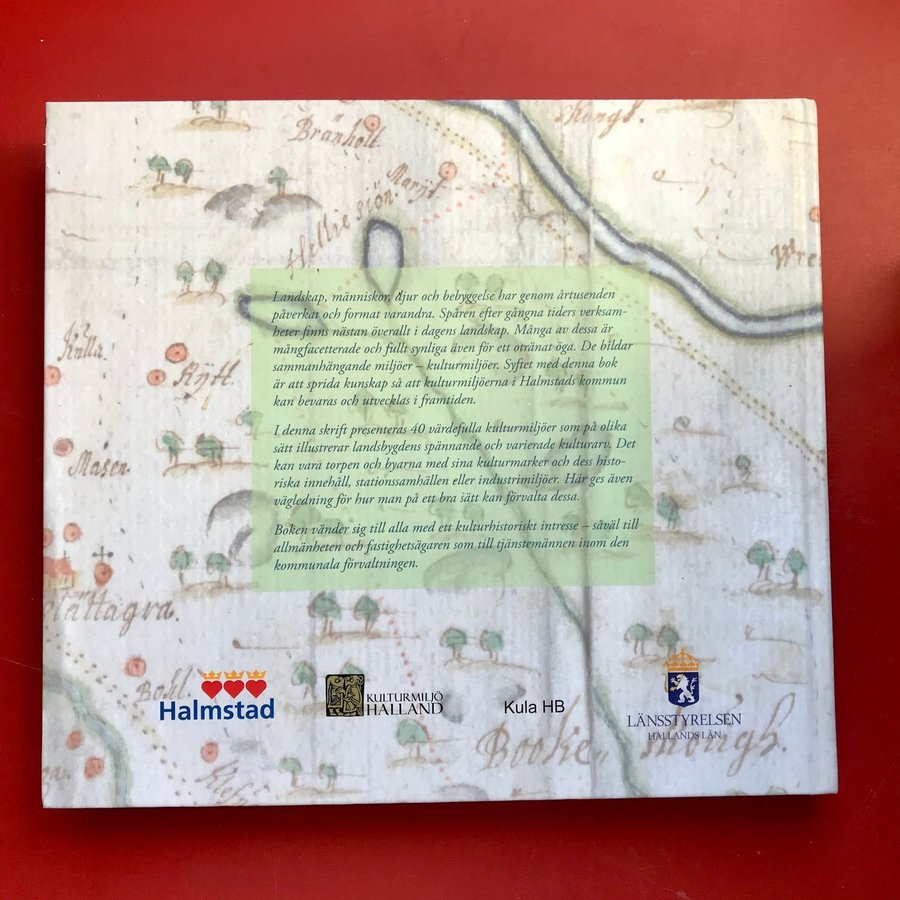 Brånholt.
Kongs.
Maryt
Hellie siön.
Landskap, människor, djur och bebyggelse har genom årtusenden
påverkat och format varandra. Spåren efter gångna tiders verksam-
heter finns nästan överallt i dagens landskap. Många av dessa är
mångfacetterade och fullt synliga även för ett otränat öga. De bildar
sammanhängande miljöer – kulturmiljöer. Syftet med denna bok
är att sprida kunskap så att kulturmiljöerna i Halmstads kommun
kan bevaras och utvecklas i framtiden.
Rÿtt.
I denna skrift presenteras 40 värdefulla kulturmiljöer som på olika
sätt illustrerar landsbygdens spännande och varierade kulturarv. Det
kan vara torpen och byarna med sina kulturmarker och dess histo-
riska innehåll, stationssamhällen eller industrimiljöer. Här ges även
vägledning för hur man på ett bra sätt kan förvalta dessa.
Masen.
Boken vänder sig till alla med ett kulturhistoriskt intresse – såväl till
allmänheten och fastighetsägaren som till tjänstemännen inom den
kommunala förvaltningen.
Bohl.
Halmstad
KULTURMILJÖ
HALLAND
Kula HB
LÄNSSTYRELSEN
HALLANDS LÄN
Booke